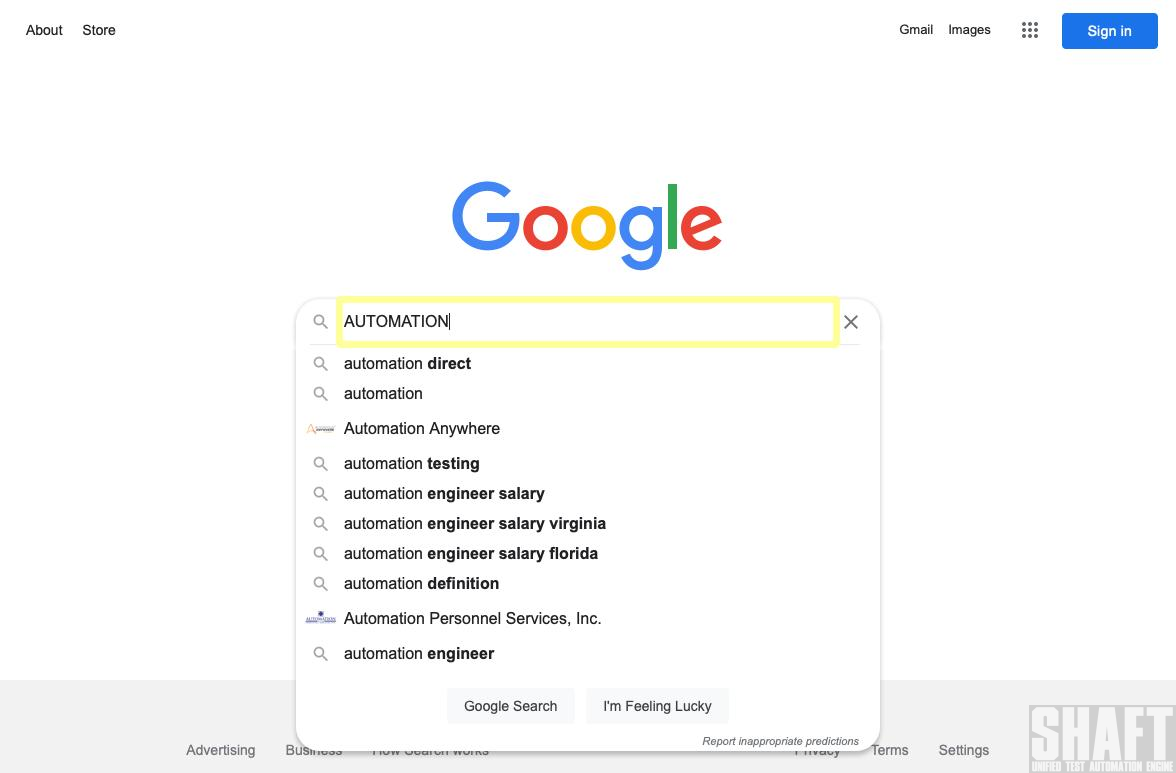 About Store Gmail Images Sign in
Google
AUTOMATION
automation direct
automation
Automation Anywhere
automation testing
automation engineer salary
automation engineer salary virginia
automation engineer salary florida
automation definition
Automation Personnel Services, Inc.
automation engineer
Google Search I'm Feeling Lucky
Report inappropriate predictions
Advertising Business How Search works Privacy Terms Settings
SHAFT
UNIFIED TEST AUTOMATION ENGINE